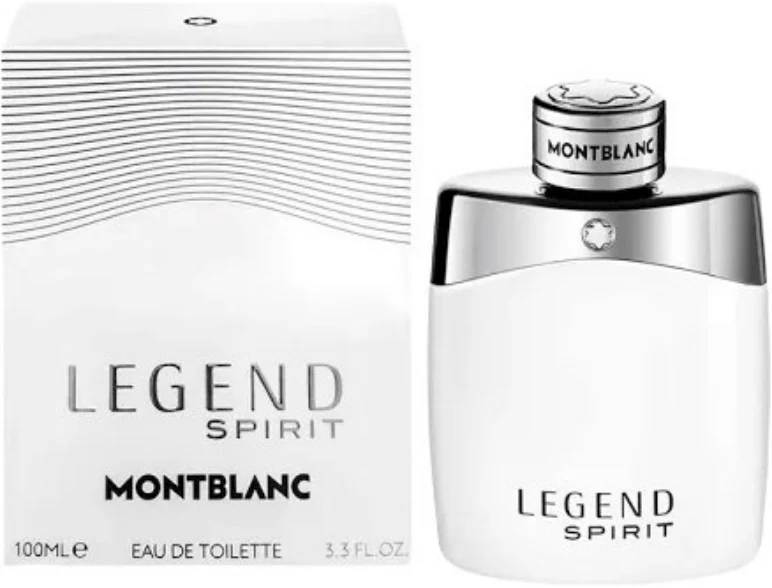 LEGEND
SPIRIT
MONTBLANC
100ML e
EAU DE TOILETTE
3.3 FL.OZ.
MONTBLANC
LEGEND
SPIRIT